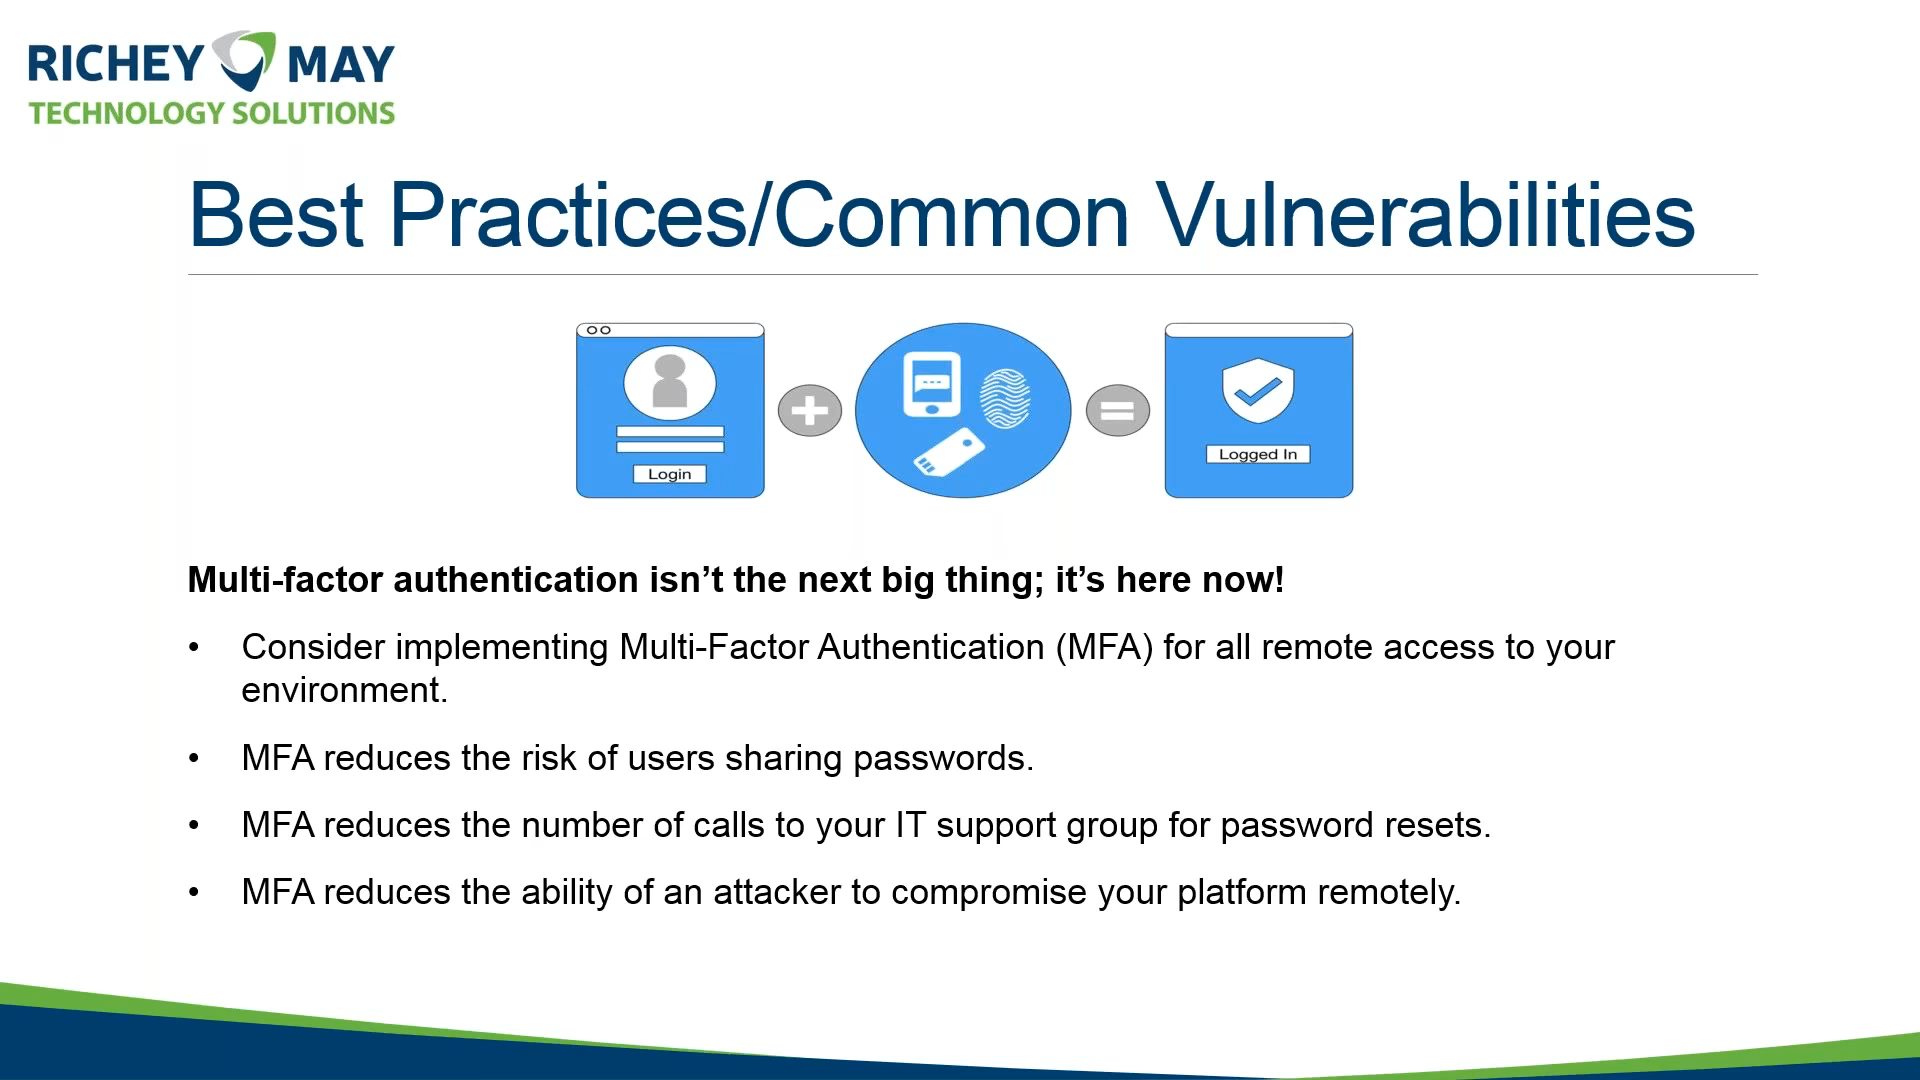 RICHEY MAY
TECHNOLOGY SOLUTIONS
Best Practices/Common Vulnerabilities
Login
Logged In
Multi-factor authentication isn’t the next big thing; it’s here now!
• Consider implementing Multi-Factor Authentication (MFA) for all remote access to your
environment.
• MFA reduces the risk of users sharing passwords.
• MFA reduces the number of calls to your IT support group for password resets.
• MFA reduces the ability of an attacker to compromise your platform remotely.